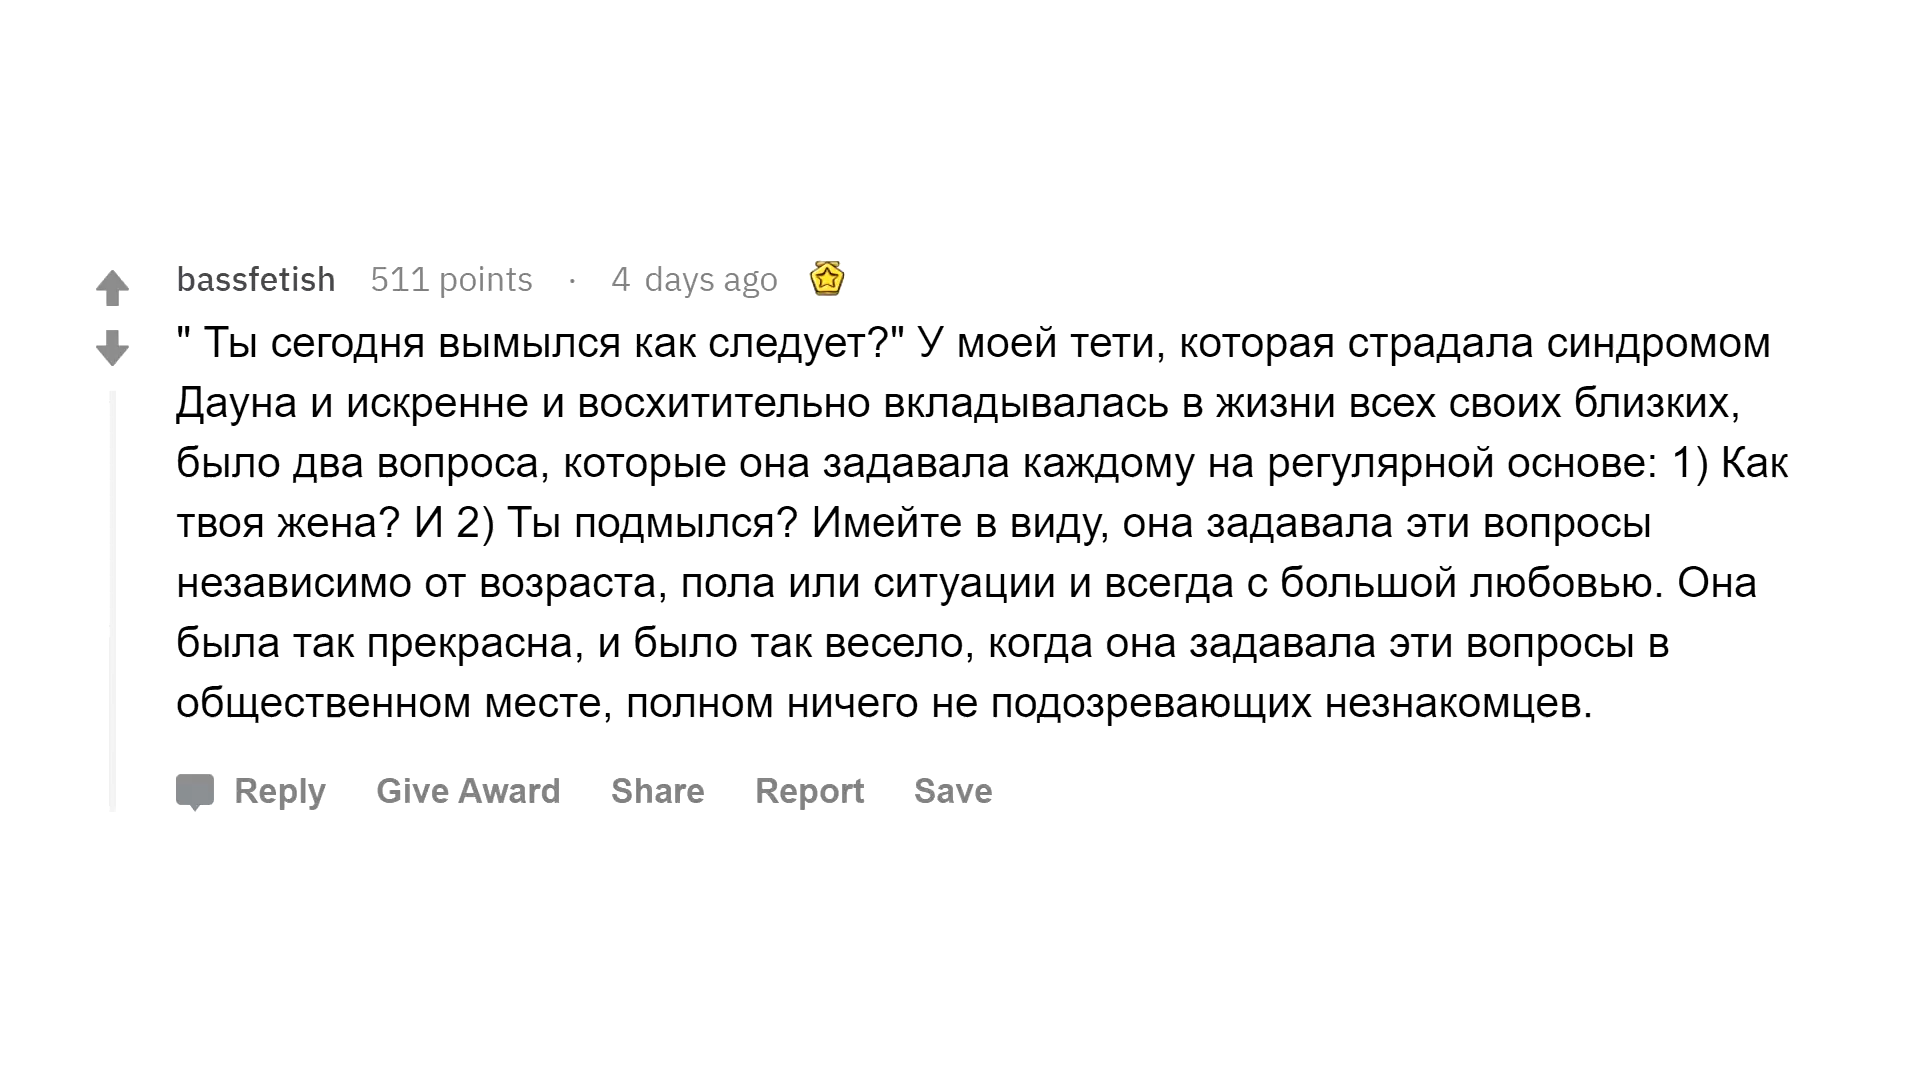 bassfetish 511 points · 4 days ago
" Ты сегодня вымылся как следует?" У моей тети, которая страдала синдромом
Дауна и искренне и восхитительно вкладывалась в жизни всех своих близких,
было два вопроса, которые она задавала каждому на регулярной основе: 1) Как
твоя жена? И 2) Ты подмылся? Имейте в виду, она задавала эти вопросы
независимо от возраста, пола или ситуации и всегда с большой любовью. Она
была так прекрасна, и было так весело, когда она задавала эти вопросы в
общественном месте, полном ничего не подозревающих незнакомцев.
Reply Give Award Share Report Save